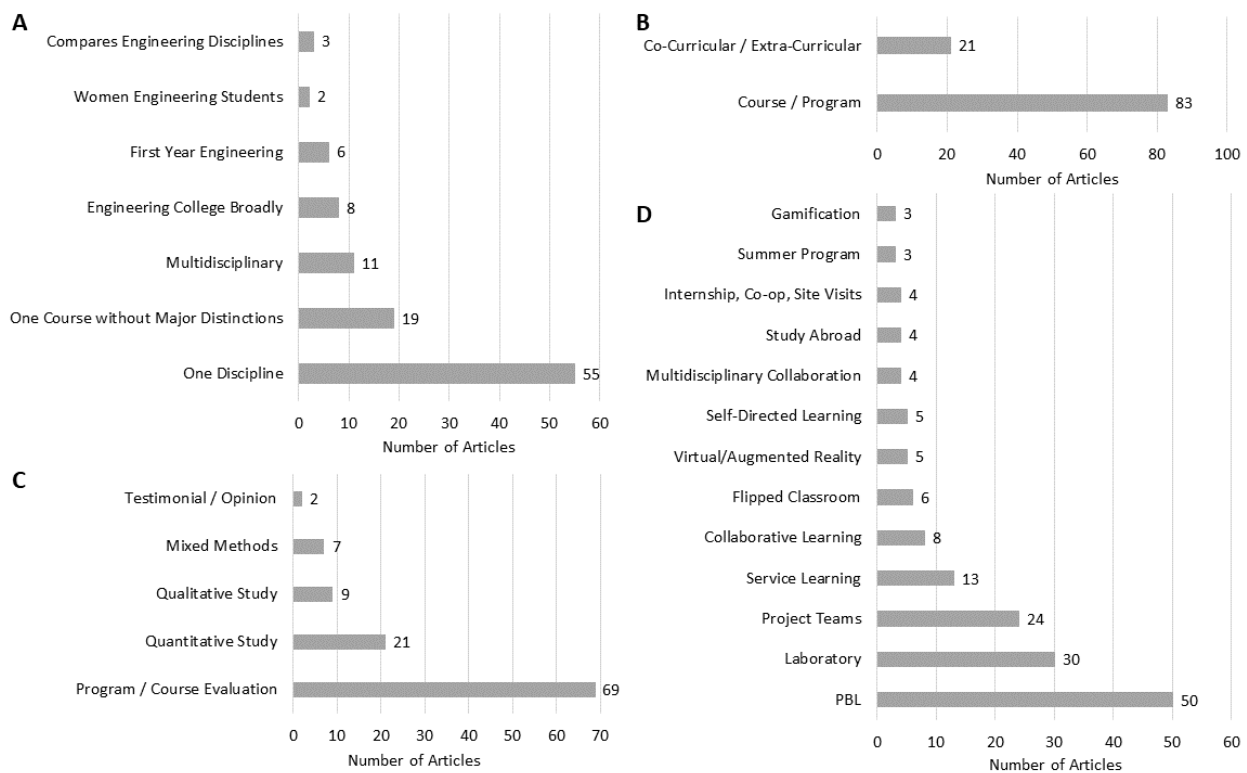 A
Compares Engineering Disciplines 3
Women Engineering Students 2
First Year Engineering 6
Engineering College Broadly 8
Multidisciplinary 11
One Course without Major Distinctions 19
One Discipline 55
0 10 20 30 40 50 60
Number of Articles
B
Co-Curricular / Extra-Curricular 21
Course / Program 83
0 20 40 60 80 100
Number of Articles
C
Testimonial / Opinion 2
Mixed Methods 7
Qualitative Study 9
Quantitative Study 21
Program / Course Evaluation 69
0 10 20 30 40 50 60 70
Number of Articles
D
Gamification 3
Summer Program 3
Internship, Co-op, Site Visits 4
Study Abroad 4
Multidisciplinary Collaboration 4
Self-Directed Learning 5
Virtual/Augmented Reality 5
Flipped Classroom 6
Collaborative Learning 8
Service Learning 13
Project Teams 24
Laboratory 30
PBL 50
0 10 20 30 40 50 60
Number of Articles